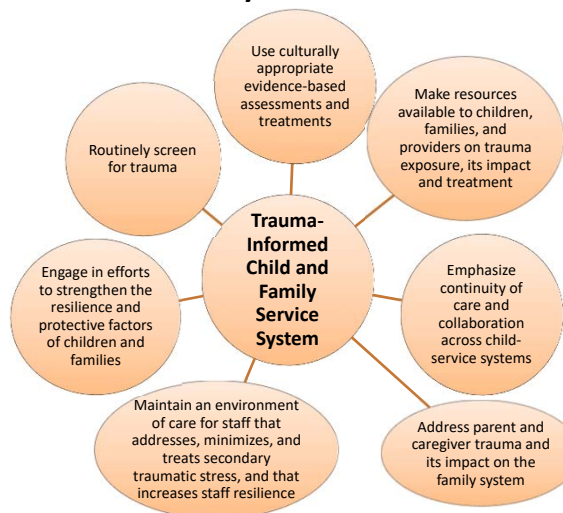 Use culturally
appropriate
evidence-based
assessments and
treatments
Make resources
available to children,
families, and
providers on trauma
exposure, its impact
and treatment
Routinely screen
for trauma
Trauma-
Informed
Child and
Family
Service
System
Engage in efforts
to strengthen the
resilience and
protective factors
of children and
families
Emphasize
continuity of
care and
collaboration
across child-
service systems
Maintain an environment
of care for staff that
addresses, minimizes, and
treats secondary
traumatic stress, and that
increases staff resilience
Address parent and
caregiver trauma and
its impact on the
family system